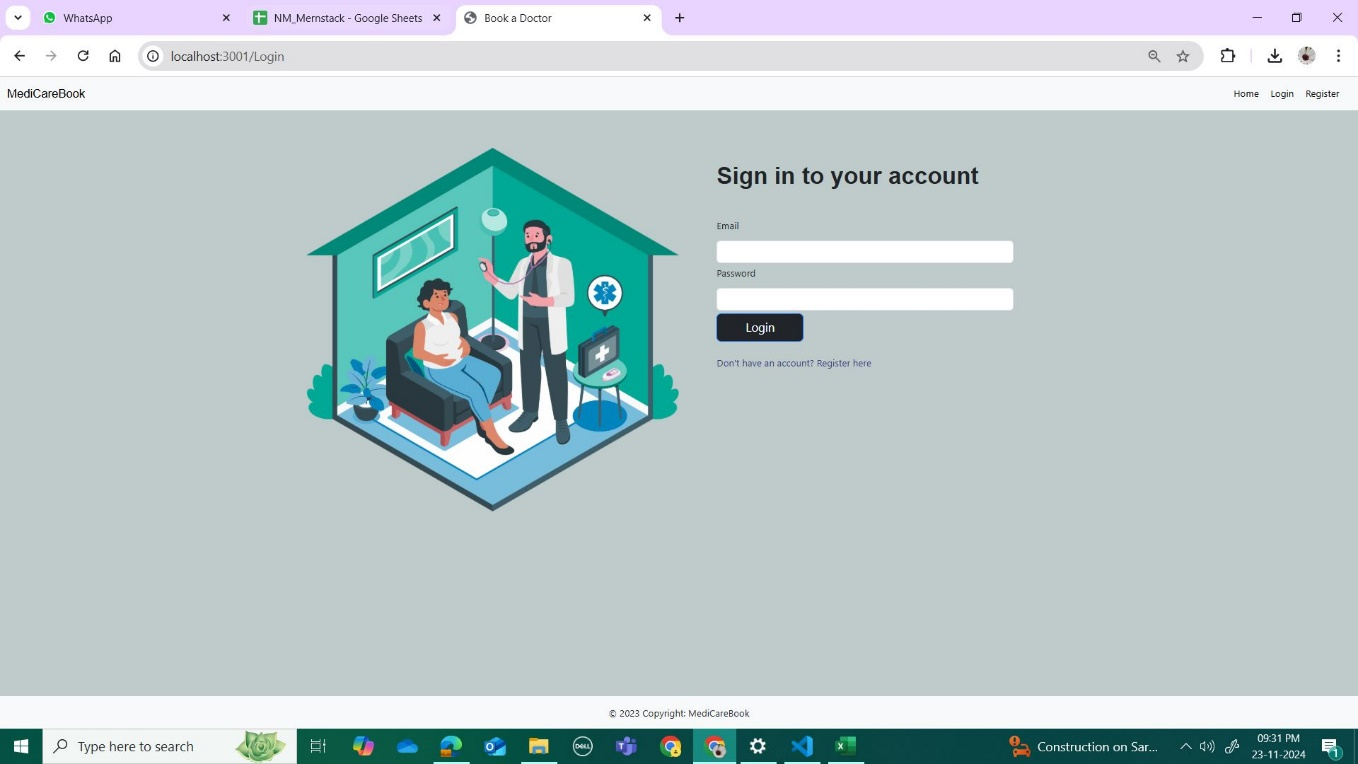 WhatsApp
NM_Mernstack - Google Sheets
Book a Doctor
localhost:3001/Login
MediCareBook
Home Login Register
Sign in to your account
Email
Password
Login
Don't have an account? Register here
© 2023 Copyright: MediCareBook
Type here to search
DELL
Construction on Sar...
09:31 PM
23-11-2024
1